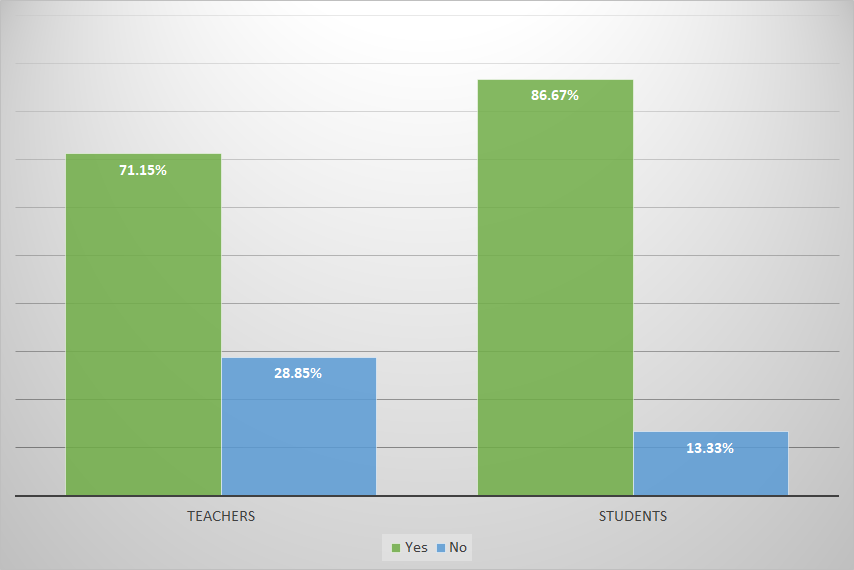 86.67%
71.15%
28.85%
13.33%
TEACHERS STUDENTS
Yes No